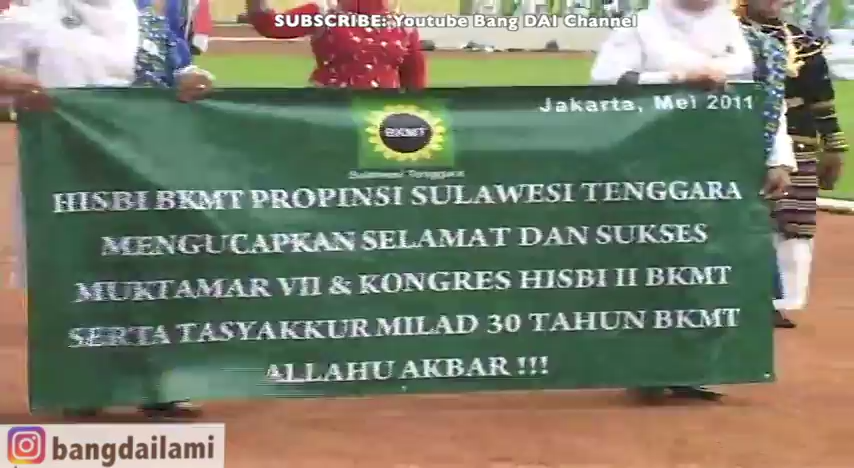 SUBSCRIBE: Youtube Bang DAI Channel
Jakarta, Mei 2011
BKMT
Sulawesi Tenggara
HISBI BKMT PROPINSI SULAWESI TENGGARA
MENGUCAPKAN SELAMAT DAN SUKSES
MUKTAMAR VII & KONGRES HISBI II BKMT
SERTA TASYAKKUR MILAD 30 TAHUN BKMT
ALLAHU AKBAR !!!
bangdailami